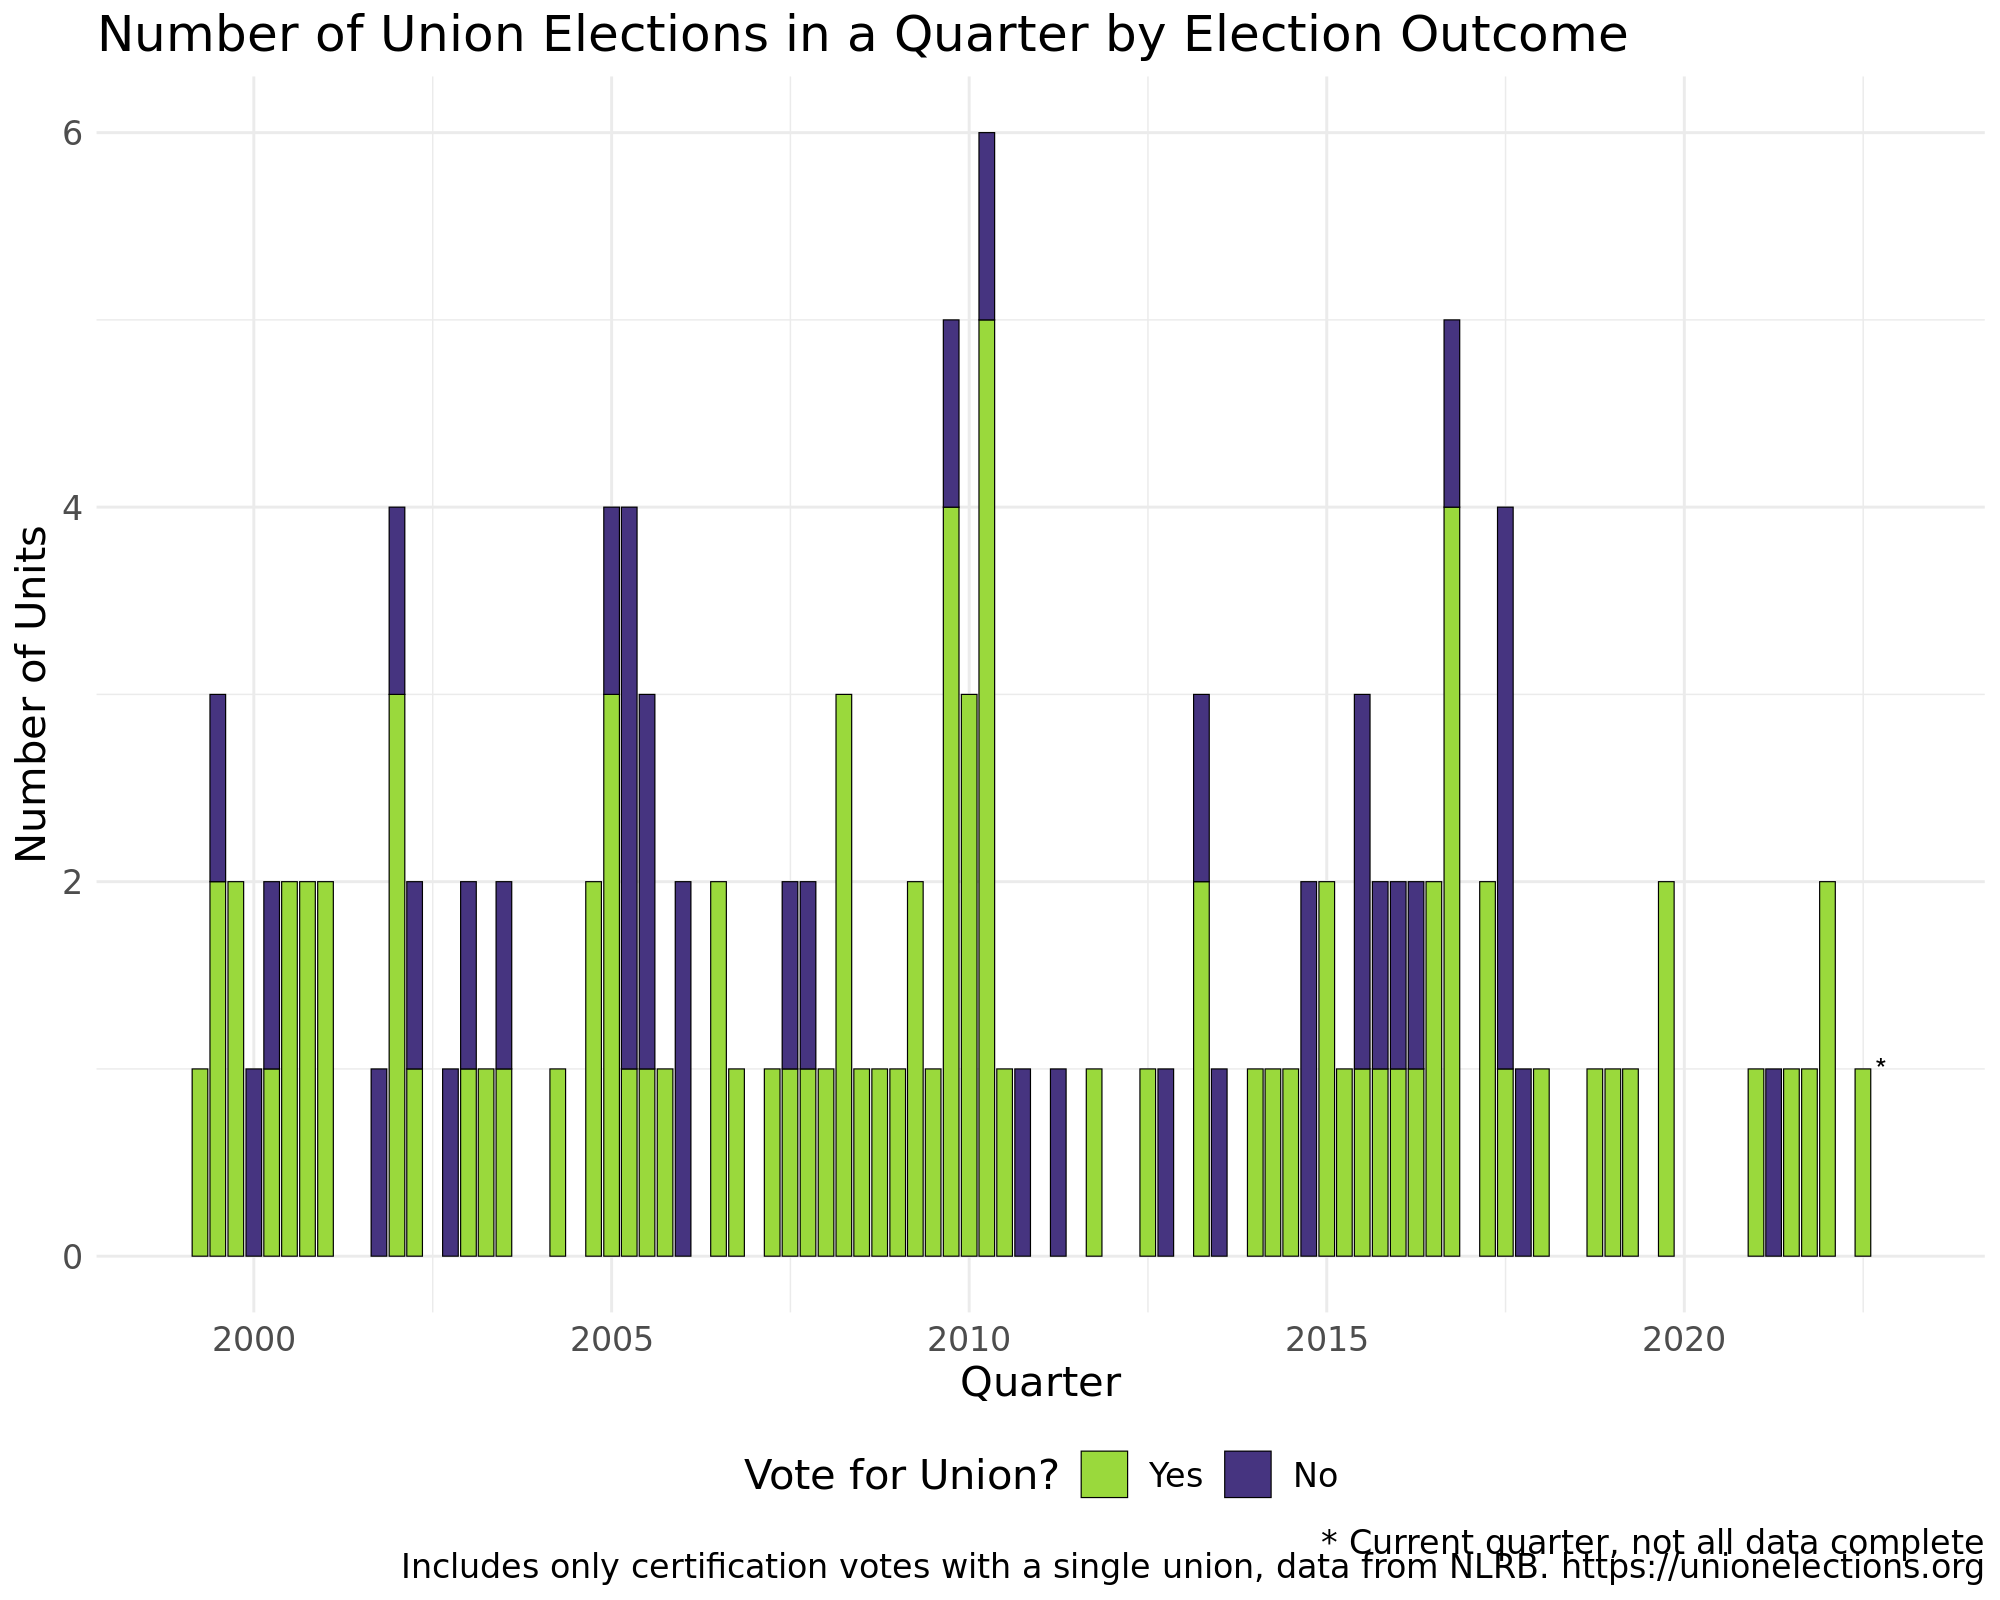 Number of Union Elections in a Quarter by Election Outcome
Number of Units
6
4
2
0
*
2000 2005 2010 2015 2020
Quarter
Vote for Union? Yes No
* Current quarter, not all data complete
Includes only certification votes with a single union, data from NLRB. https://unionelections.org